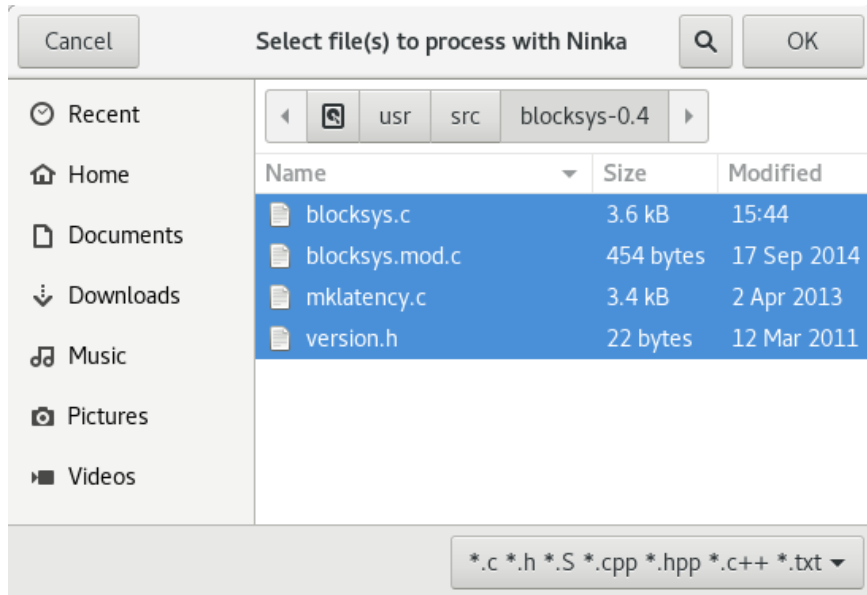 Cancel Select file(s) to process with Ninka OK
Recent
Home
Documents
Downloads
Music
Pictures
Videos
usr src blocksys-0.4
Name Size Modified
blocksys.c 3.6 kB 15:44
blocksys.mod.c 454 bytes 17 Sep 2014
mklatency.c 3.4 kB 2 Apr 2013
version.h 22 bytes 12 Mar 2011
*.c *.h *.S *.cpp *.hpp *.c++ *.txt